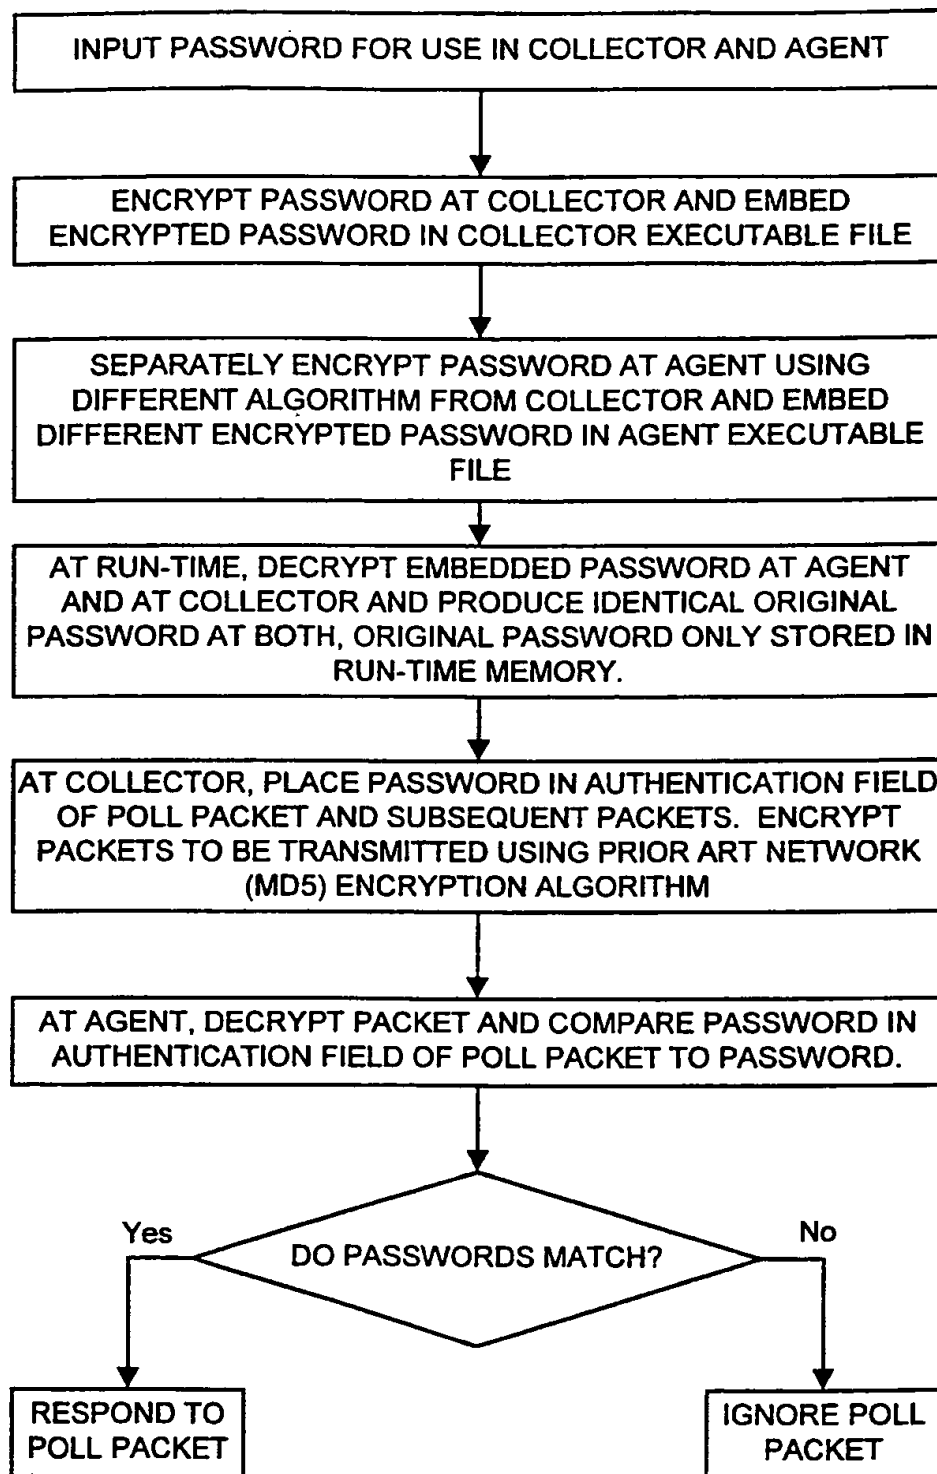 INPUT PASSWORD FOR USE IN COLLECTOR AND AGENT
ENCRYPT PASSWORD AT COLLECTOR AND EMBED
ENCRYPTED PASSWORD IN COLLECTOR EXECUTABLE FILE
SEPARATELY ENCRYPT PASSWORD AT AGENT USING
DIFFERENT ALGORITHM FROM COLLECTOR AND EMBED
DIFFERENT ENCRYPTED PASSWORD IN AGENT EXECUTABLE
FILE
AT RUN-TIME, DECRYPT EMBEDDED PASSWORD AT AGENT
AND AT COLLECTOR AND PRODUCE IDENTICAL ORIGINAL
PASSWORD AT BOTH, ORIGINAL PASSWORD ONLY STORED IN
RUN-TIME MEMORY.
AT COLLECTOR, PLACE PASSWORD IN AUTHENTICATION FIELD
OF POLL PACKET AND SUBSEQUENT PACKETS. ENCRYPT
PACKETS TO BE TRANSMITTED USING PRIOR ART NETWORK
(MD5) ENCRYPTION ALGORITHM
AT AGENT, DECRYPT PACKET AND COMPARE PASSWORD IN
AUTHENTICATION FIELD OF POLL PACKET TO PASSWORD.
Yes
No
DO PASSWORDS MATCH?
RESPOND TO
POLL PACKET
IGNORE POLL
PACKET